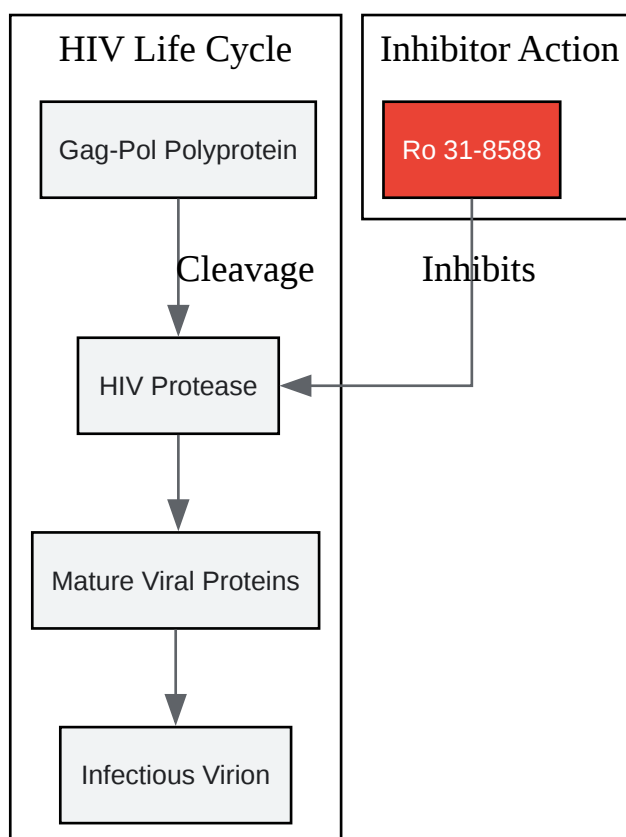 HIV Life Cycle
Inhibitor Action
Gag-Pol Polyprotein
Ro 31-8588
Cleavage
Inhibits
HIV Protease
Mature Viral Proteins
Infectious Virion